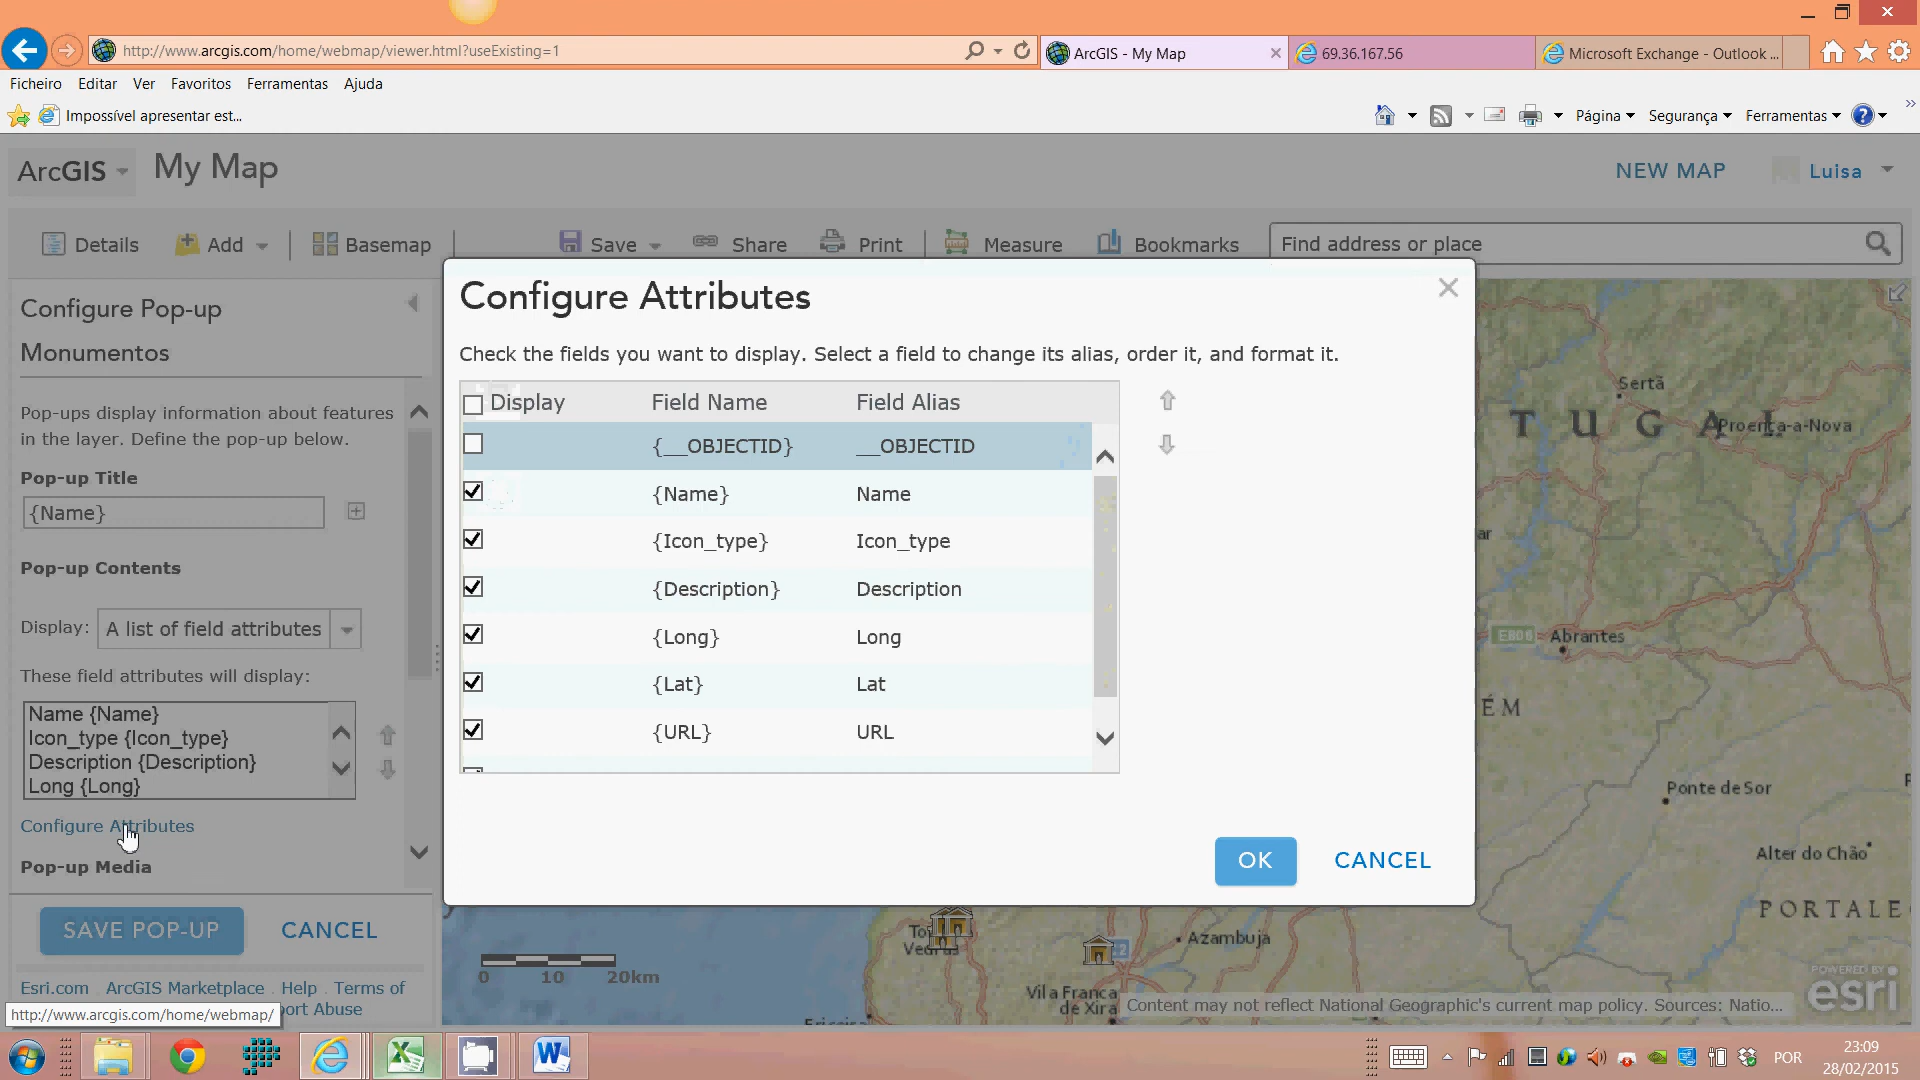 http://www.arcgis.com/home/webmap/viewer.html?useExisting=1
ArcGIS - My Map
69.36.167.56
Microsoft Exchange - Outlook ...
Ficheiro Editar Ver Favoritos Ferramentas Ajuda
Impossível apresentar est...
Página Segurança Ferramentas
ArcGIS My Map
NEW MAP Luisa
Details Add Basemap Save Share Print Measure Bookmarks Find address or place
Configure Pop-up
Monumentos
Pop-ups display information about features
in the layer. Define the pop-up below.
Pop-up Title
{Name}
Pop-up Contents
Display: A list of field attributes
These field attributes will display:
Name {Name}
Icon_type {Icon_type}
Description {Description}
Long {Long}
Configure Attributes
Pop-up Media
SAVE POP-UP CANCEL
Esri.com . ArcGIS Marketplace . Help . Terms of
port Abuse
http://www.arcgis.com/home/webmap/
Configure Attributes
Check the fields you want to display. Select a field to change its alias, order it, and format it.
Display Field Name Field Alias
{__OBJECTID} __OBJECTID
{Name} Name
{Icon_type} Icon_type
{Description} Description
{Long} Long
{Lat} Lat
{URL} URL
OK CANCEL
Sertã
T U G A L
Proença-a-Nova
E806 Abrantes
ÉM
Ponte de Sor
Alter do Chão
PORTALE
Azambuja
Vedras
Vila Franca
de Xira
Ericeira
0 10 20km
Content may not reflect National Geographic's current map policy. Sources: Natio...
POWERED BY
esri
POR
23:09
28/02/2015